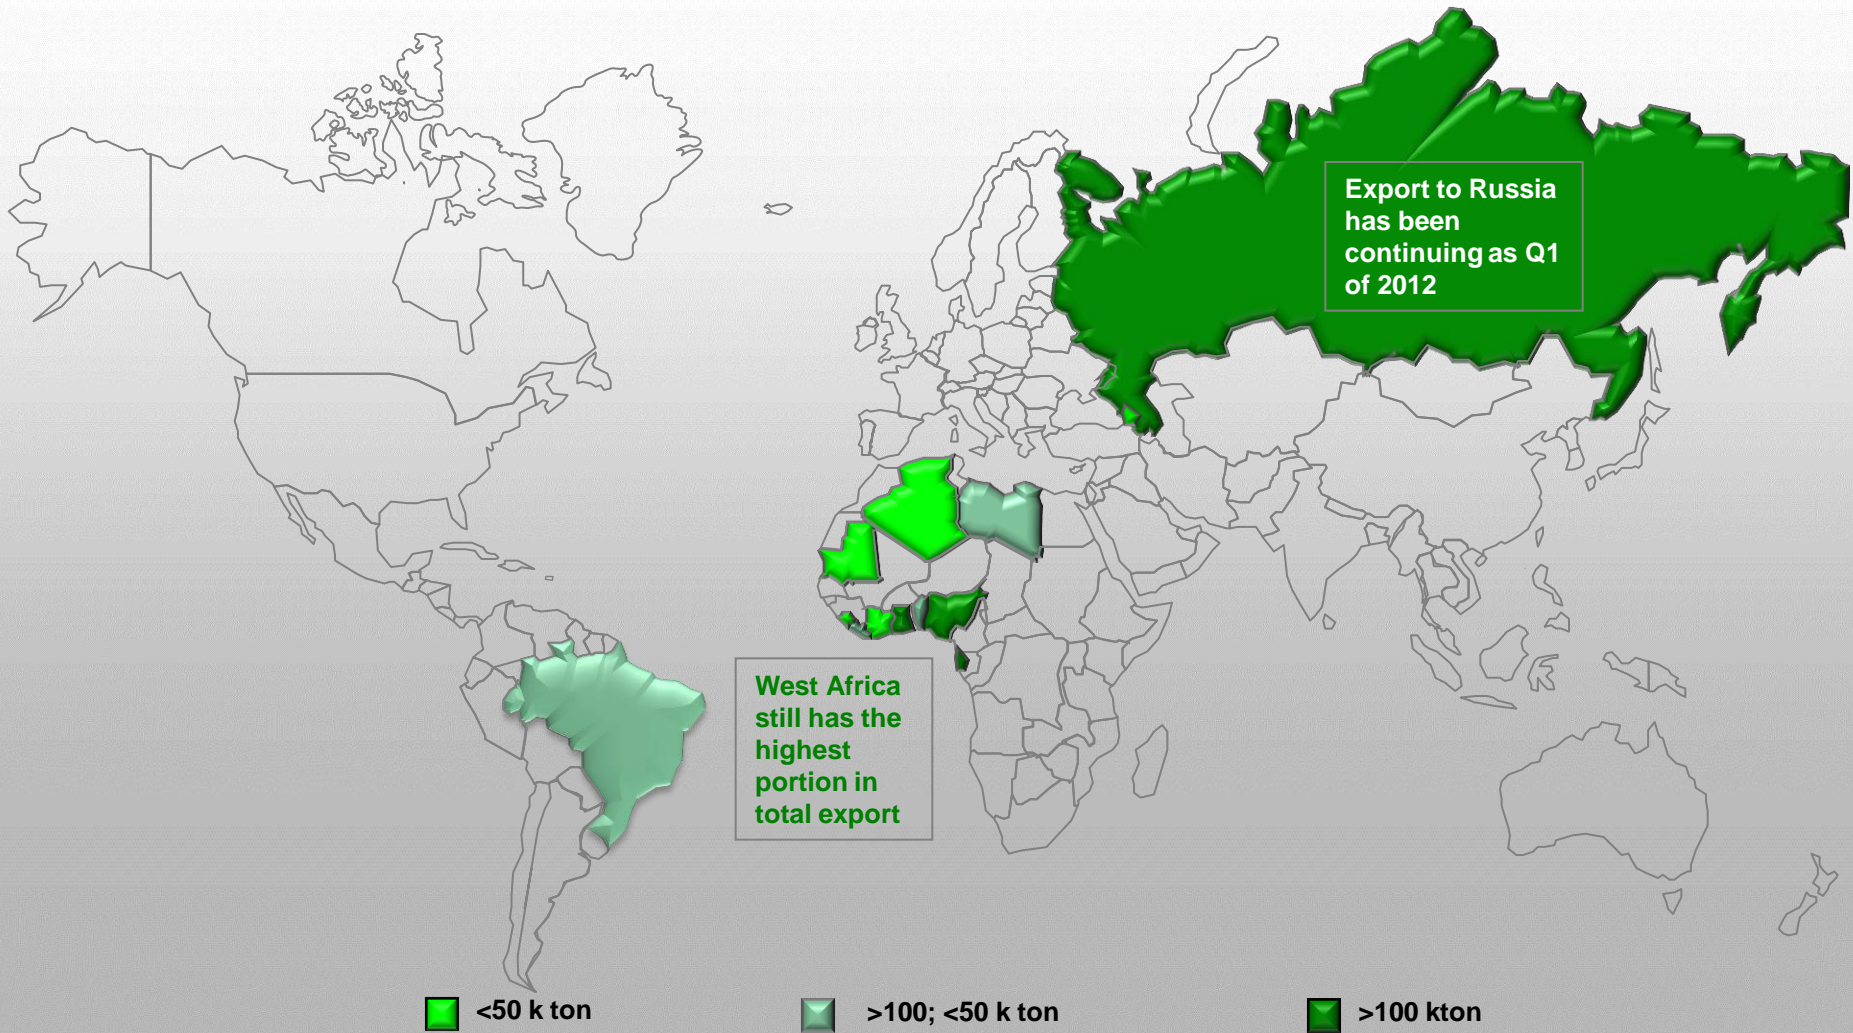 Export to Russia
has been
continuing as Q1
of 2012
West Africa
still has the
highest
portion in
total export
<50 k ton
>100; <50 k ton
>100 kton